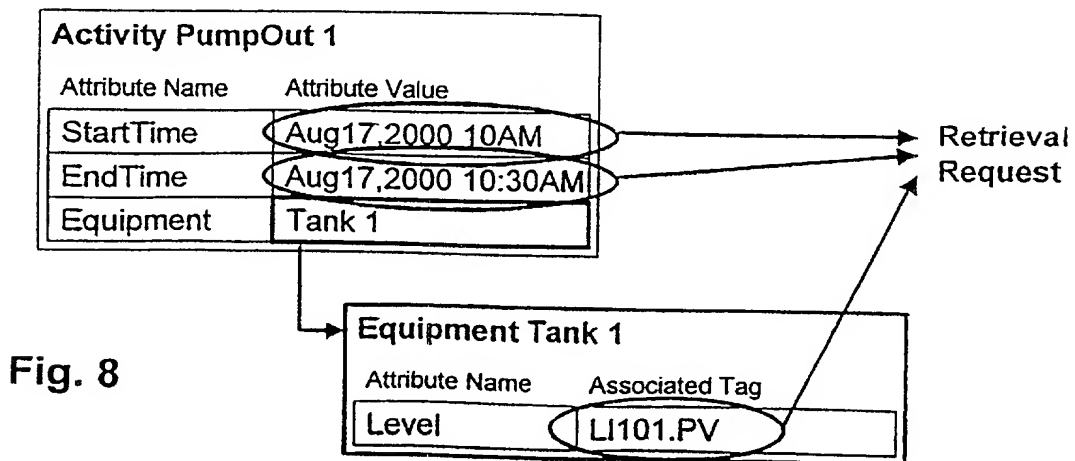 Activity PumpOut 1
Attribute Name Attribute Value
StartTime Aug17,2000 10AM
EndTime Aug17,2000 10:30AM
Equipment Tank 1
Retrieval
Request
Equipment Tank 1
Attribute Name Associated Tag
Level LI101.PV
Fig. 8